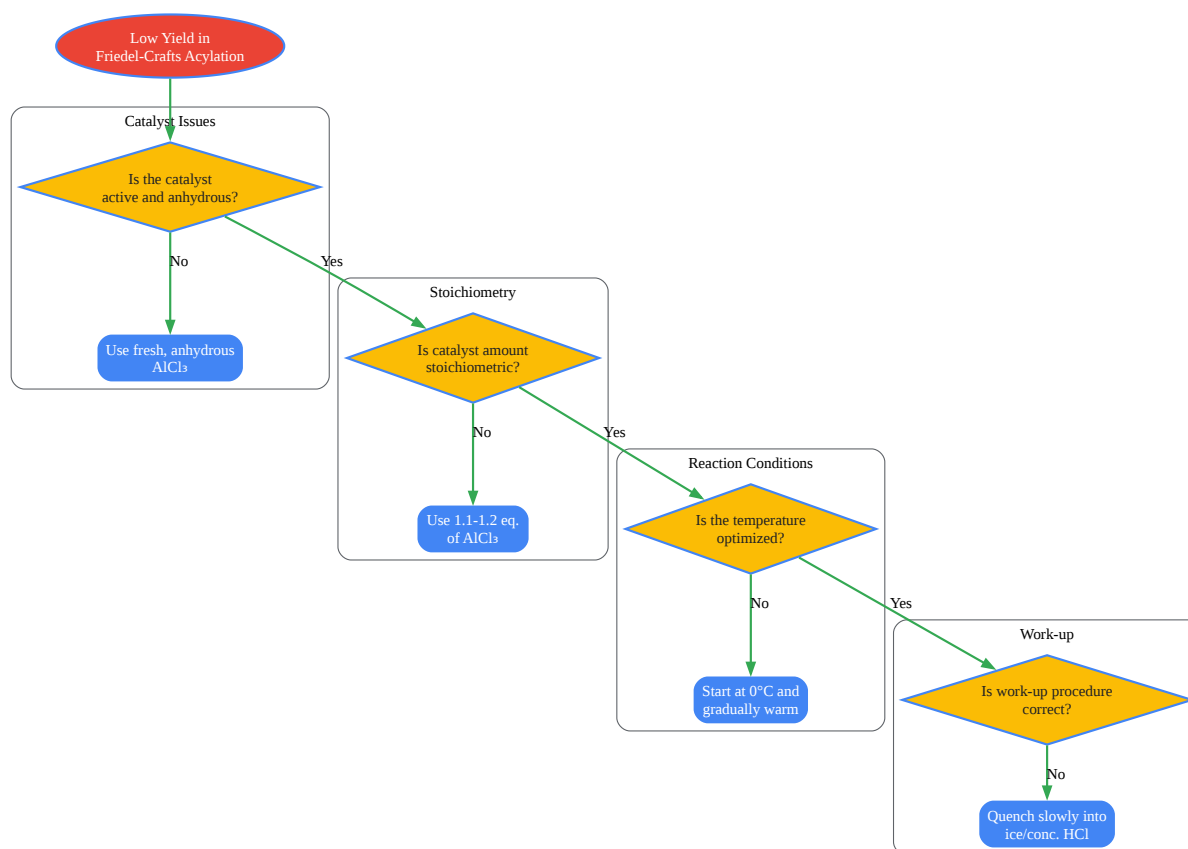 Low Yield in
Friedel-Crafts Acylation
Catalyst Issues
Is the catalyst
active and anhydrous?
No
Yes
Use fresh, anhydrous
AlCl₃
Stoichiometry
Is catalyst amount
stoichiometric?
No
Yes
Use 1.1-1.2 eq.
of AlCl₃
Reaction Conditions
Is the temperature
optimized?
No
Yes
Start at 0°C and
gradually warm
Work-up
Is work-up procedure
correct?
No
Quench slowly into
ice/conc. HCl